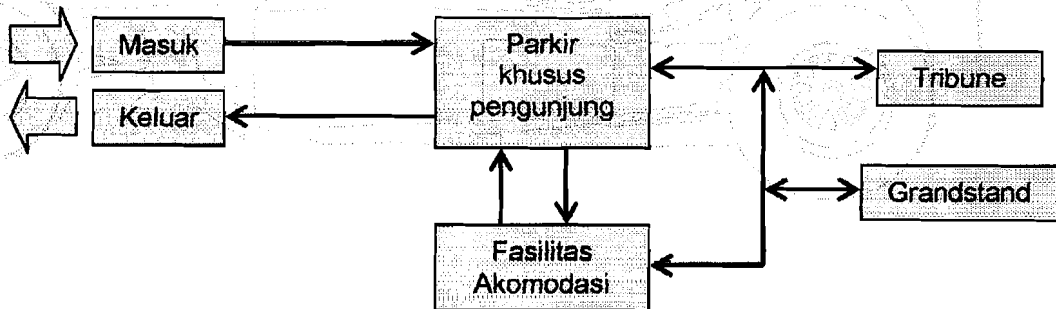 Masuk
Keluar
Parkir
khusus
pengunjung
Tribune
Grandstand
Fasilitas
Akomodasi